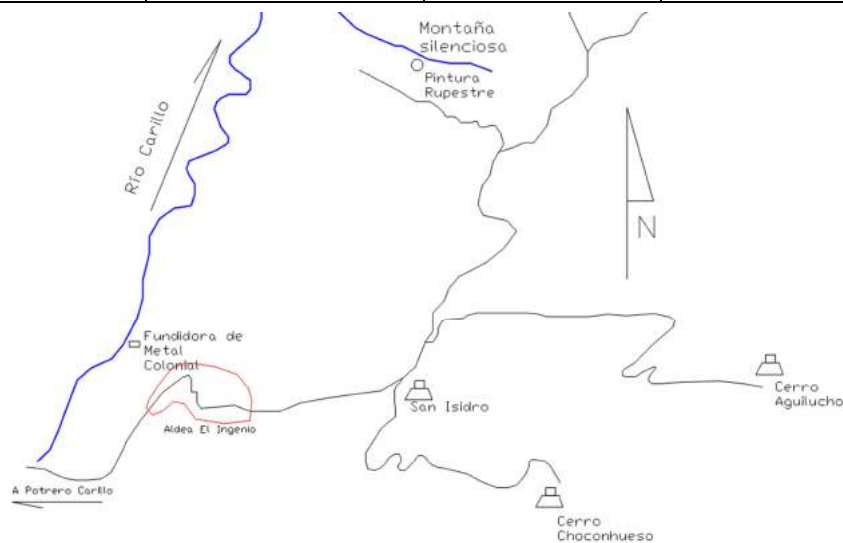 Montaña
silenciosa
Pintura
Rupestre
Río Carillo
N
Fundidora de
Metal
Colonial
Cerro
Aguilucho
San Isidro
Aldea El Ingenio
A Potrero Carillo
Cerro
Choconhueso